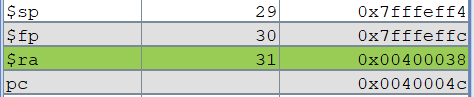 $sp 29 0x7fffeff4
$fp 30 0x7fffeffc
$ra 31 0x00400038
pc 0x0040004c